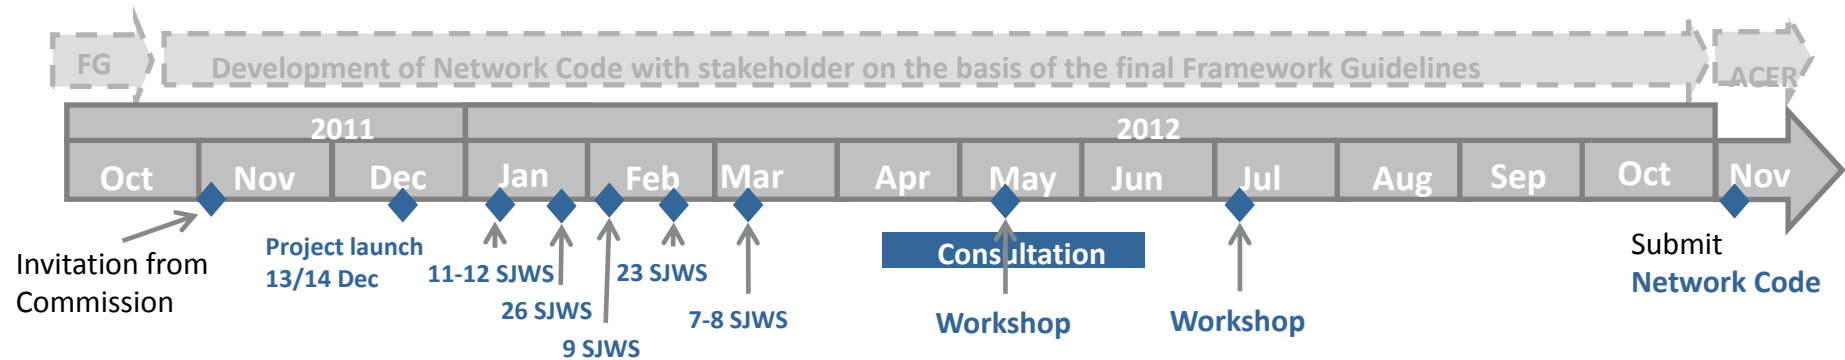 FG
Development of Network Code with stakeholder on the basis of the final Framework Guidelines
ACER
2011
2012
Oct
Nov
Dec
Jan
Feb
Mar
Apr
May
Jun
Jul
Aug
Sep
Oct
Nov
Invitation from
Commission
Project launch
13/14 Dec
11-12 SJWS
26 SJWS
9 SJWS
23 SJWS
7-8 SJWS
Consultation
Workshop
Workshop
Submit
Network Code